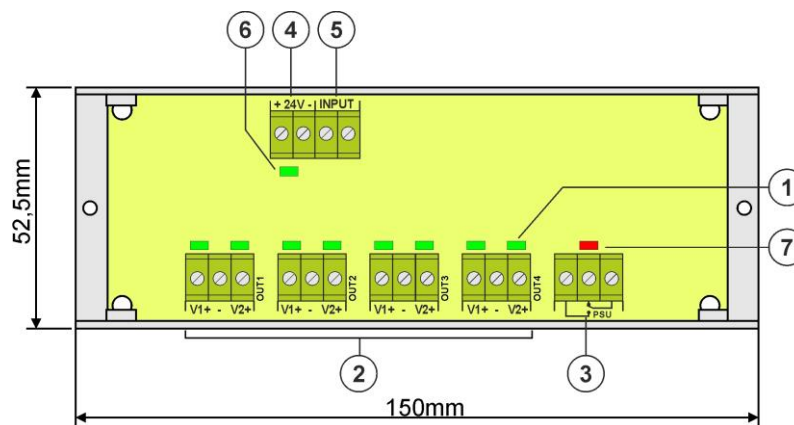 6 4 5
+ 24V - INPUT
1
7
52,5mm
OUT1 OUT2 OUT3 OUT4
V1+ - V2+ V1+ - V2+ V1+ - V2+ V1+ - V2+ PSU
2 3
150mm